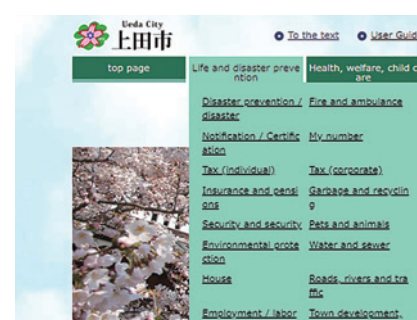 Ueda City
上田市
To the text
User Guid
top page
Life and disaster preve
ntion
Health, welfare, child c
are
Disaster prevention /
disaster
Fire and ambulance
Notification / Certific
ation
My number
Tax (individual)
Tax (corporate)
Insurance and pensi
ons
Garbage and recyclin
g
Security and security
Pets and animals
Environmental prote
ction
Water and sewer
House
Roads, rivers and tra
ffic
Employment / labor
Town development,